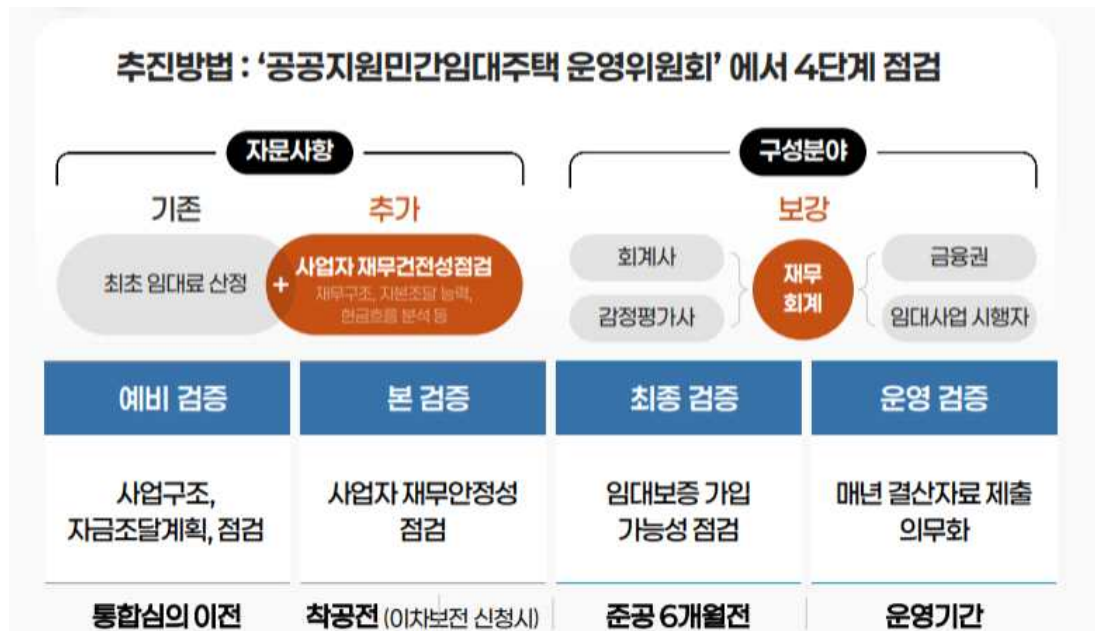 추진방법 : ‘공공지원민간임대주택 운영위원회’ 에서 4단계 점검
자문사항
기존
추가
최초 임대료 산정
+
사업자 재무건전성점검
재무구조, 자본조달 능력,
현금흐름 분석 등
구성분야
보강
회계사
감정평가사
재무
회계
금융권
임대사업 시행자
예비 검증
본 검증
최종 검증
운영 검증
사업구조,
자금조달계획, 점검
사업자 재무안정성
점검
임대보증 가입
가능성 점검
매년 결산자료 제출
의무화
통합심의 이전
착공전 (이차보전 신청시)
준공 6개월전
운영기간